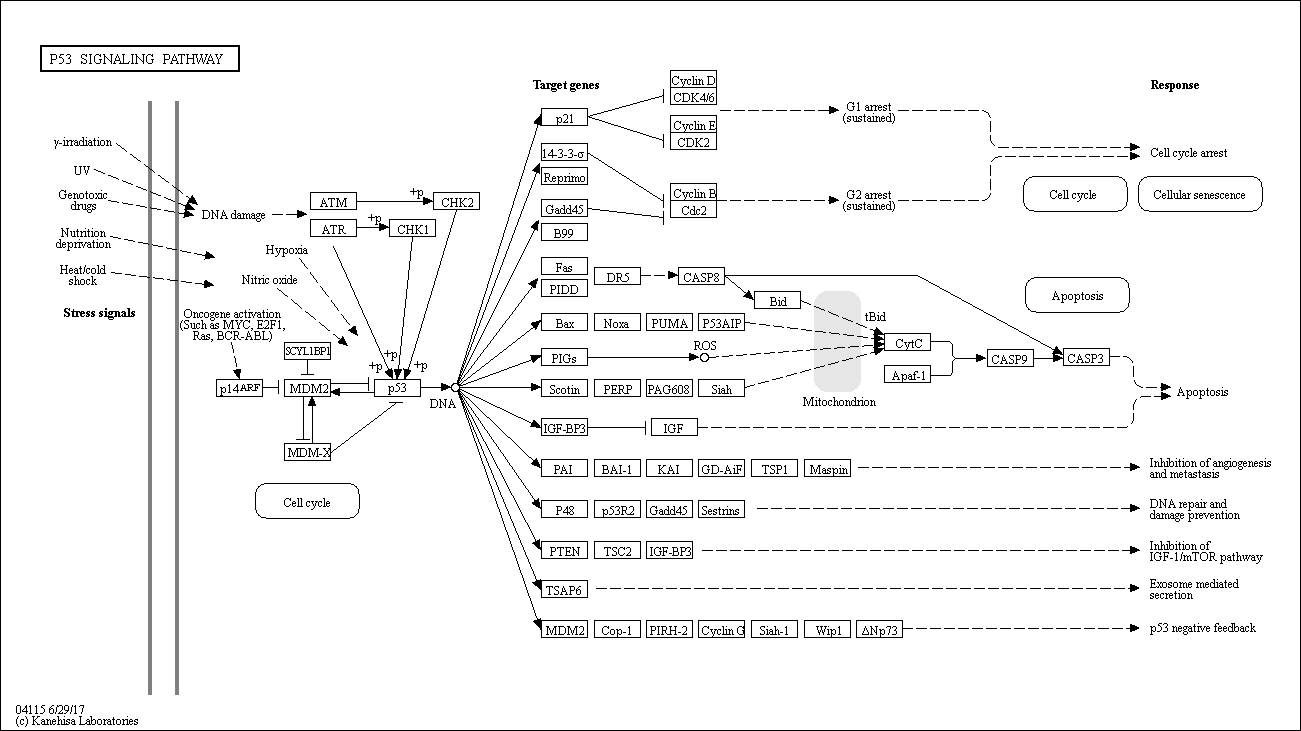 P53 SIGNALING PATHWAY
Target genes
Response
γ-irradiation
UV
Genotoxic
drugs
Nutrition
deprivation
Heat/cold
shock
Stress signals
DNA damage
ATM
+p
CHK2
ATR
+p
CHK1
Hypoxia
Nitric oxide
Oncogene activation
(Such as MYC, E2F1,
Ras, BCR-ABL)
SCYL1BP1
+p
+p
+p
p14ARF
MDM2
p53
DNA
MDM-X
Cell cycle
p21
Cyclin D
CDK4/6
Cyclin E
CDK2
G1 arrest
(sustained)
14-3-3-σ
Reprimo
Cyclin B
Cdc2
G2 arrest
(sustained)
Cell cycle arrest
Cell cycle
Cellular senescence
Gadd45
B99
Fas
PIDD
DR5
CASP8
Bid
tBid
Apoptosis
Bax
Noxa
PUMA
P53AIP
PIGs
ROS
CytC
Apaf-1
CASP9
CASP3
Scotin
PERP
PAG608
Siah
Mitochondrion
Apoptosis
IGF-BP3
IGF
PAI
BAI-1
KAI
GD-AiF
TSP1
Maspin
Inhibition of angiogenesis
and metastasis
P48
p53R2
Gadd45
Sestrins
DNA repair and
damage prevention
PTEN
TSC2
IGF-BP3
Inhibition of
IGF-1/mTOR pathway
TSAP6
Exosome mediated
secretion
MDM2
Cop-1
PIRH-2
Cyclin G
Siah-1
Wip1
ΔNp73
p53 negative feedback
04115 6/29/17
(c) Kanehisa Laboratories